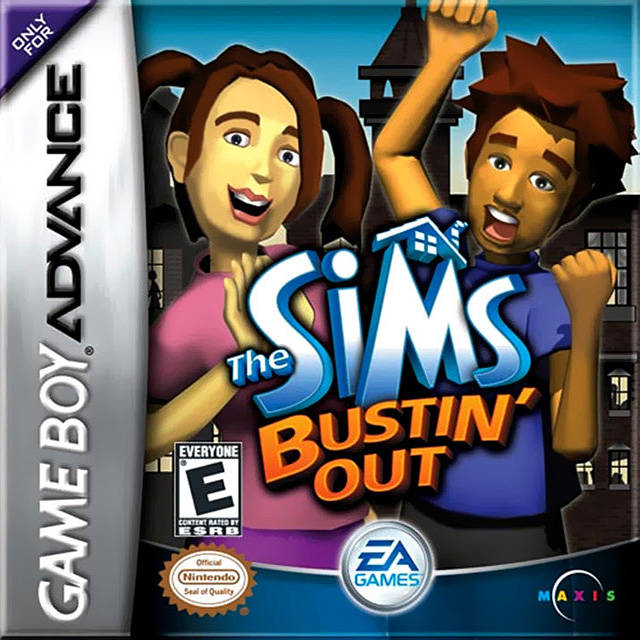 ONLY
FOR
GAME BOY ADVANCE
The SiMS
BUSTIN'
OUT
EVERYONE
E
CONTENT RATED BY
ESRB
Official
Nintendo
Seal of Quality
EA
GAMES
MAXIS